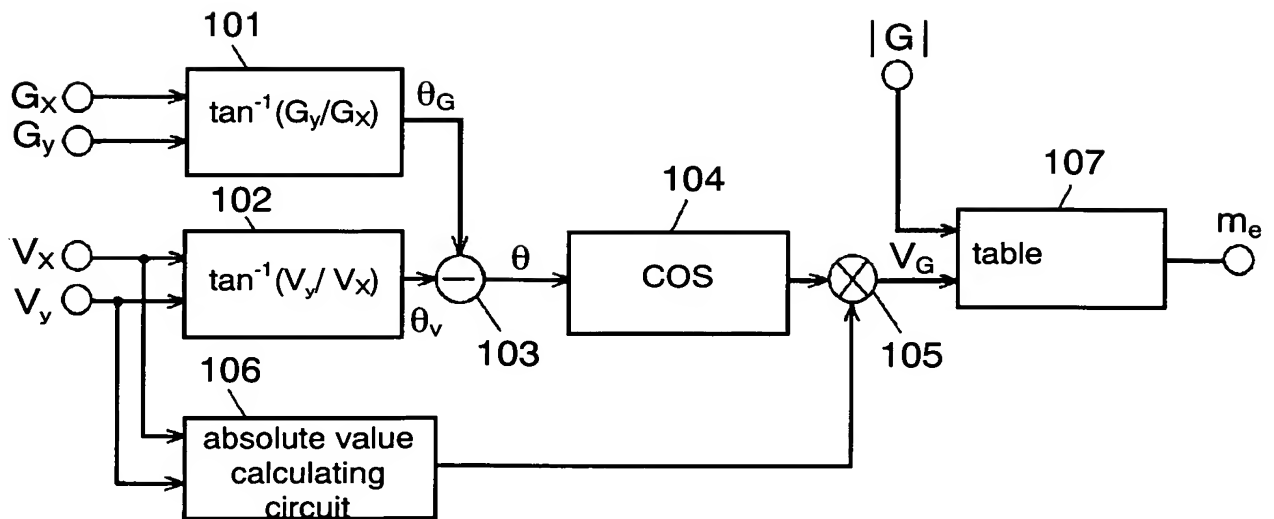 101
|G|
Gx
Gy
tan⁻¹(Gy/Gx)
θG
102
104
107
Vx
Vy
tan⁻¹(Vy/ Vx)
θv
−
θ
103
COS
105
VG
table
me
106
absolute value
calculating
circuit